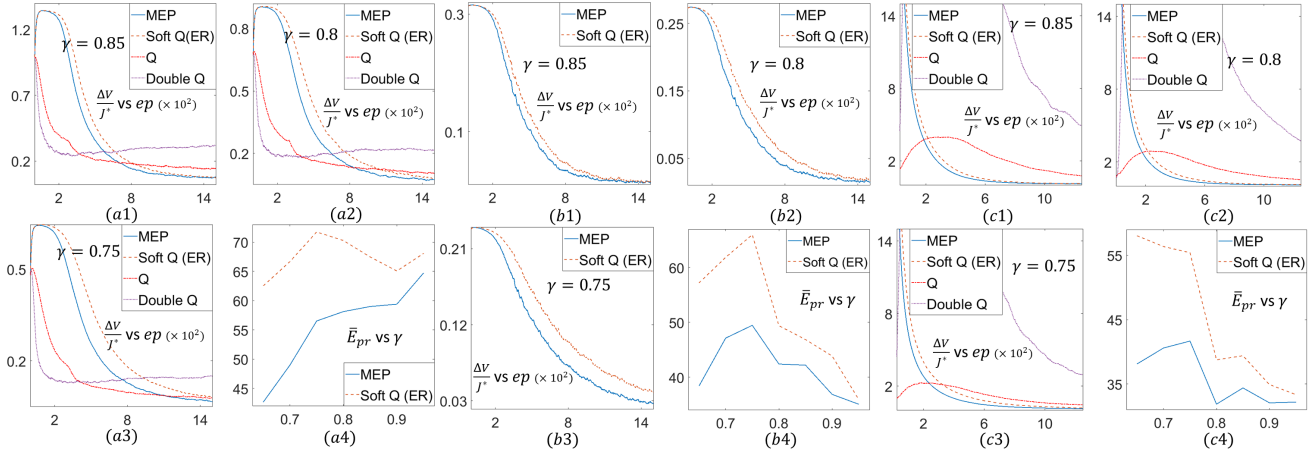 MEP
Soft Q(ER)
Q
Double Q
γ = 0.85
ΔV/J* vs ep (× 10²)
1.2
0.7
0.2
2
8
14
(a1)
MEP
Soft Q (ER)
Q
Double Q
γ = 0.8
ΔV/J* vs ep (× 10²)
0.8
0.5
0.2
2
8
14
(a2)
MEP
Soft Q (ER)
γ = 0.85
ΔV/J* vs ep (× 10²)
0.3
0.1
2
8
14
(b1)
MEP
Soft Q (ER)
γ = 0.8
ΔV/J* vs ep (× 10²)
0.25
0.15
0.05
2
8
14
(b2)
MEP
Soft Q (ER)
Q
Double Q
γ = 0.85
ΔV/J* vs ep (× 10²)
14
10
6
2
2
6
10
(c1)
MEP
Soft Q (ER)
Q
Double Q
γ = 0.8
ΔV/J* vs ep (× 10²)
14
10
6
2
2
6
10
(c2)
MEP
Soft Q (ER)
Q
Double Q
γ = 0.75
ΔV/J* vs ep (× 10²)
0.5
0.2
2
8
14
(a3)
70
65
60
55
50
45
Ēpr vs γ
MEP
Soft Q (ER)
0.7
0.8
0.9
(a4)
MEP
Soft Q (ER)
γ = 0.75
ΔV/J* vs ep (× 10²)
0.21
0.12
0.03
2
8
14
(b3)
MEP
Soft Q (ER)
Ēpr vs γ
60
50
40
0.7
0.8
0.9
(b4)
MEP
Soft Q (ER)
Q
Double Q
γ = 0.75
ΔV/J* vs ep (× 10²)
14
10
6
2
2
6
10
(c3)
MEP
Soft Q (ER)
Ēpr vs γ
55
45
35
0.7
0.8
0.9
(c4)